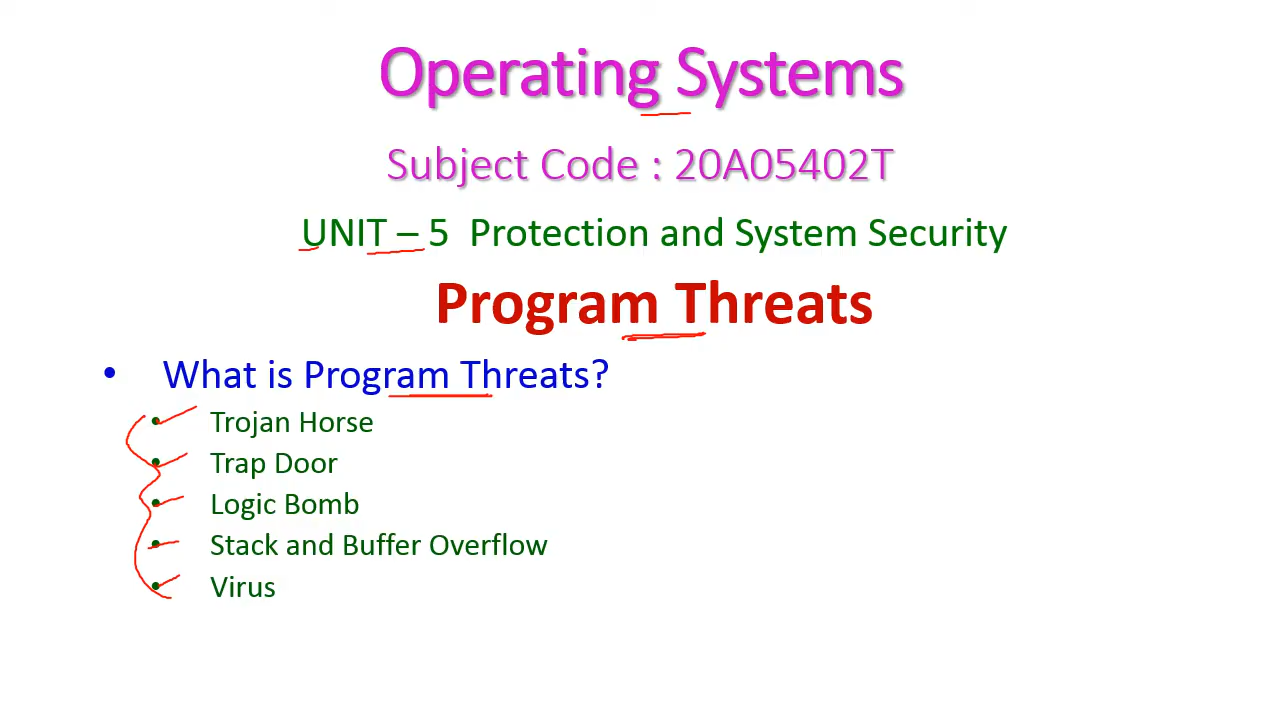 Operating Systems
Subject Code : 20A05402T
UNIT – 5 Protection and System Security
Program Threats
• What is Program Threats?
• Trojan Horse
• Trap Door
• Logic Bomb
• Stack and Buffer Overflow
• Virus